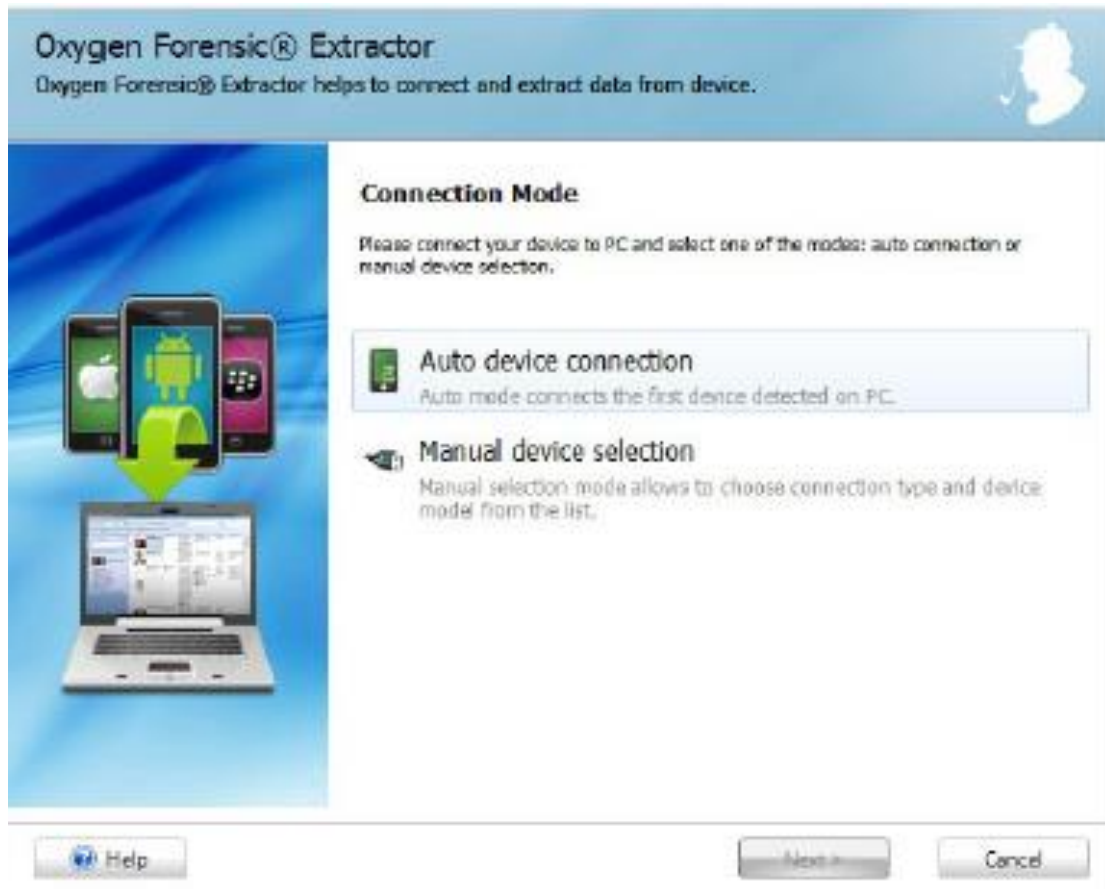 Oxygen Forensic® Extractor
Oxygen Forensic® Extractor helps to connect and extract data from device.
Connection Mode
Please connect your device to PC and select one of the modes: auto connection or
manual device selection.
Auto device connection
Auto mode connects the first device detected on PC.
Manual device selection
Manual selection mode allows to choose connection type and device
model from the list.
Help
Next >
Cancel